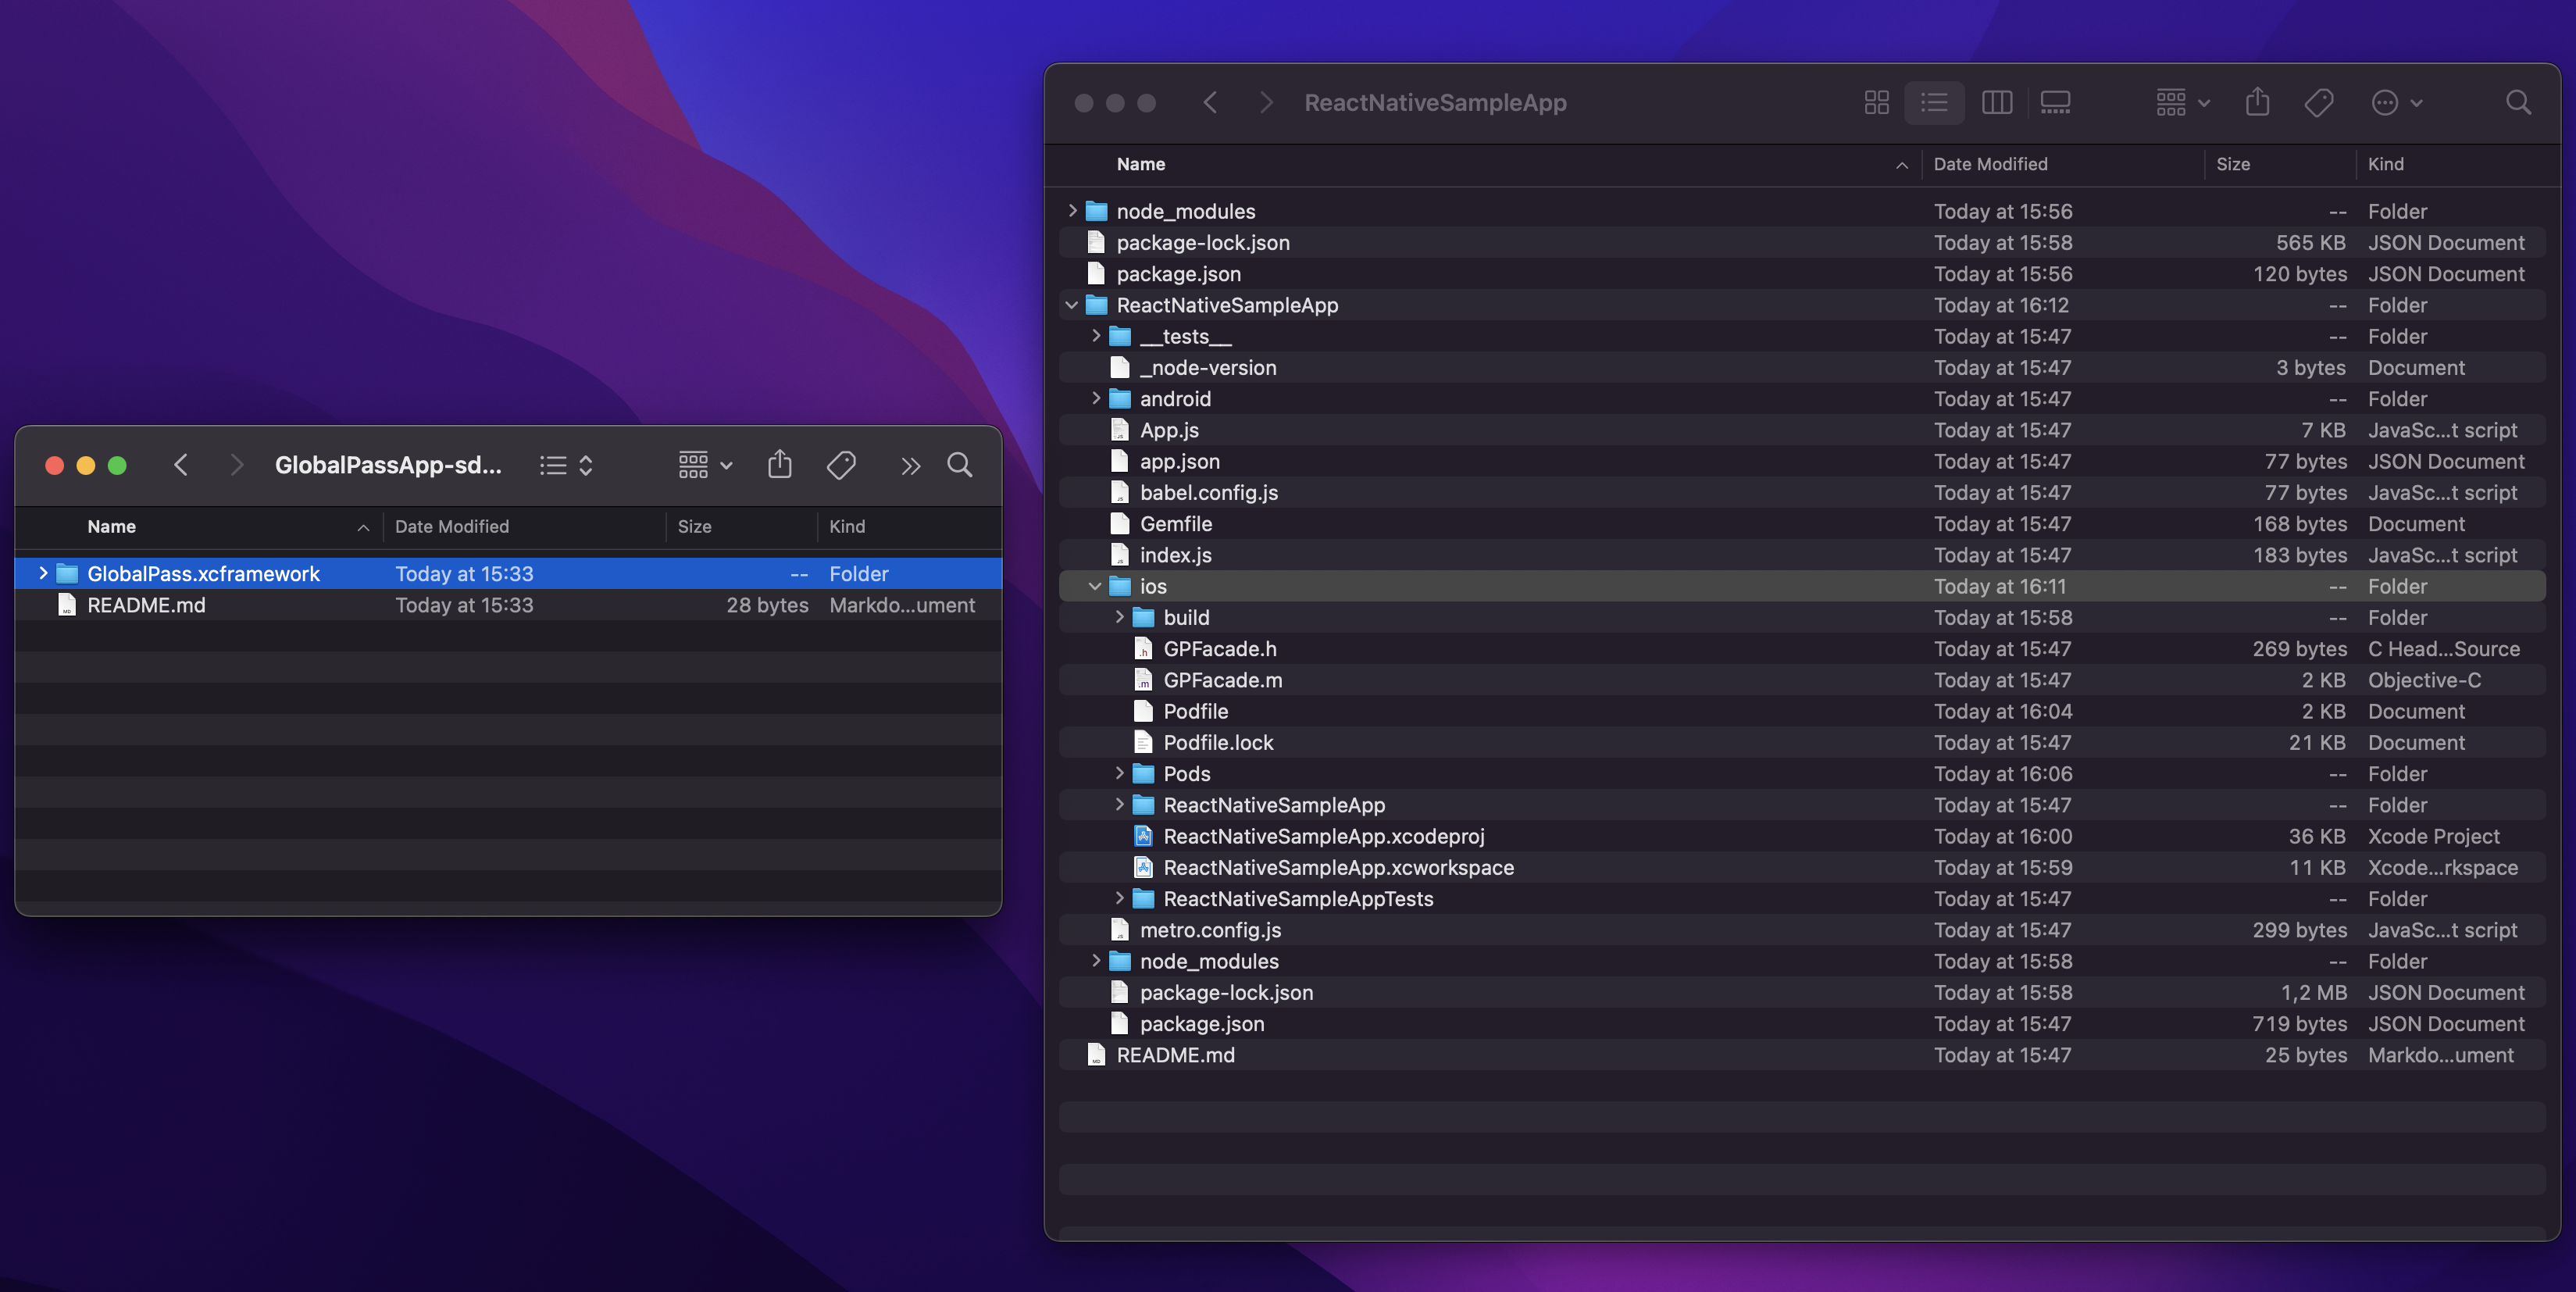 ReactNativeSampleApp
Name Date Modified Size Kind
node_modules Today at 15:56 -- Folder
package-lock.json Today at 15:58 565 KB JSON Document
package.json Today at 15:56 120 bytes JSON Document
ReactNativeSampleApp Today at 16:12 -- Folder
__tests__ Today at 15:47 -- Folder
_node-version Today at 15:47 3 bytes Document
android Today at 15:47 -- Folder
App.js Today at 15:47 7 KB JavaSc...t script
app.json Today at 15:47 77 bytes JSON Document
babel.config.js Today at 15:47 77 bytes JavaSc...t script
Gemfile Today at 15:47 168 bytes Document
index.js Today at 15:47 183 bytes JavaSc...t script
ios Today at 16:11 -- Folder
build Today at 15:58 -- Folder
GPFacade.h Today at 15:47 269 bytes C Head...Source
GPFacade.m Today at 15:47 2 KB Objective-C
Podfile Today at 16:04 2 KB Document
Podfile.lock Today at 15:47 21 KB Document
Pods Today at 16:06 -- Folder
ReactNativeSampleApp Today at 15:47 -- Folder
ReactNativeSampleApp.xcodeproj Today at 16:00 36 KB Xcode Project
ReactNativeSampleApp.xcworkspace Today at 15:59 11 KB Xcode...rkspace
ReactNativeSampleAppTests Today at 15:47 -- Folder
metro.config.js Today at 15:47 299 bytes JavaSc...t script
node_modules Today at 15:58 -- Folder
package-lock.json Today at 15:58 1,2 MB JSON Document
package.json Today at 15:47 719 bytes JSON Document
README.md Today at 15:47 25 bytes Markdo...ument
GlobalPassApp-sd...
Name Date Modified Size Kind
GlobalPass.xcframework Today at 15:33 -- Folder
README.md Today at 15:33 28 bytes Markdo...ument